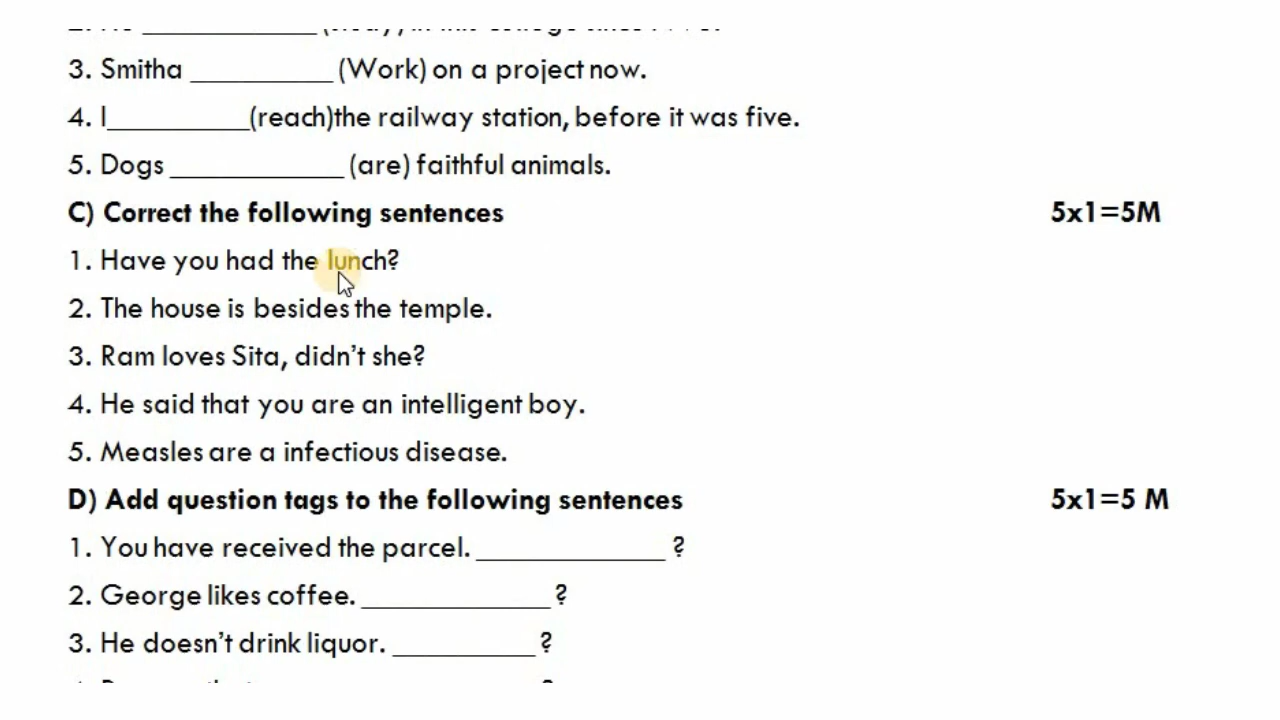 3. Smitha __________ (Work) on a project now.
4. I__________(reach)the railway station, before it was five.
5. Dogs ____________ (are) faithful animals.
C) Correct the following sentences 5x1=5M
1. Have you had the lunch?
2. The house is besides the temple.
3. Ram loves Sita, didn't she?
4. He said that you are an intelligent boy.
5. Measles are a infectious disease.
D) Add question tags to the following sentences 5x1=5 M
1. You have received the parcel. _____________ ?
2. George likes coffee. _____________ ?
3. He doesn't drink liquor. __________ ?